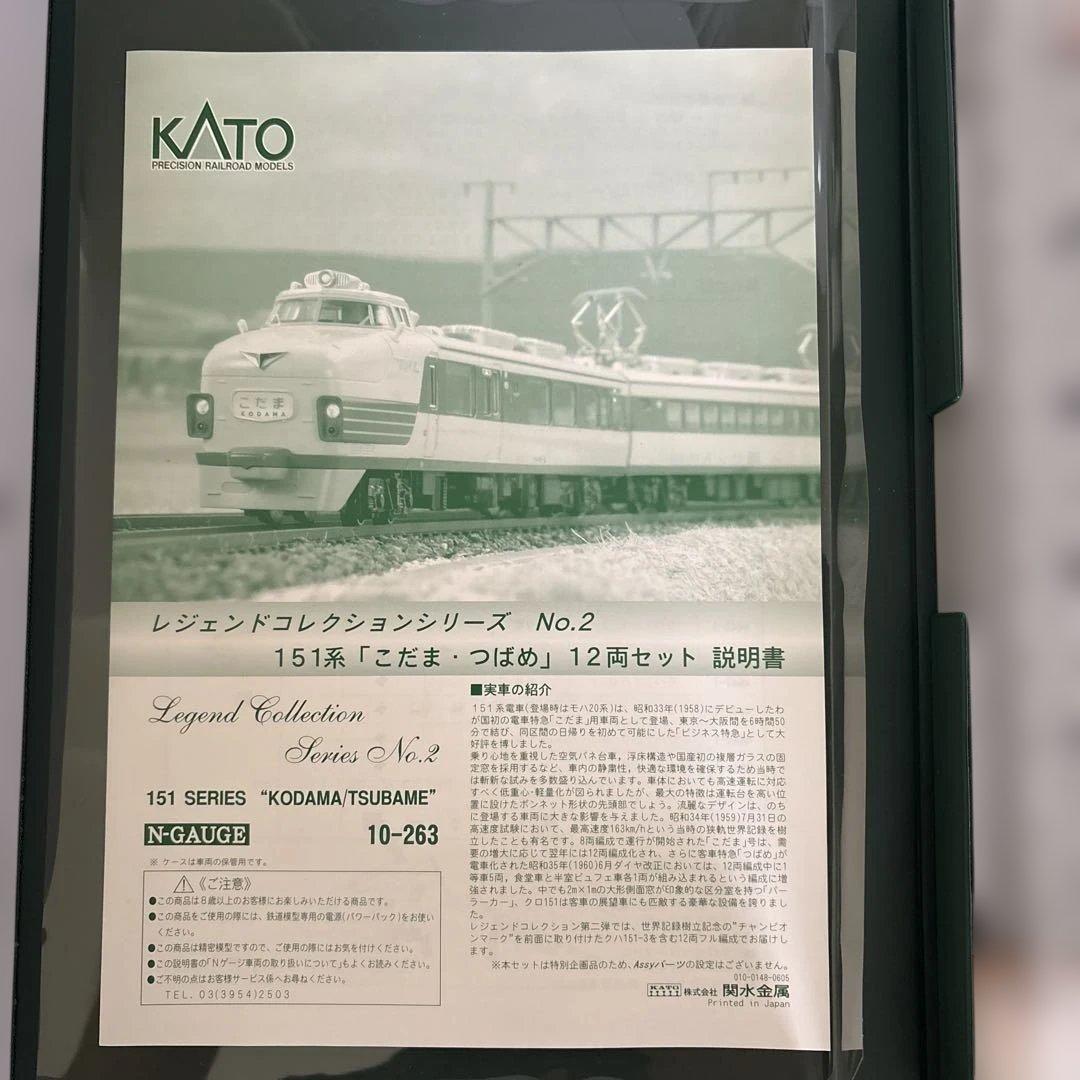 KATO
PRECISION RAILROAD MODELS
こだま
KODAMA
レジェンドコレクションシリーズ No.2
151系「こだま・つばめ」12両セット 説明書
Legend Collection
Series No.2
151 SERIES “KODAMA/TSUBAME”
N-GAUGE 10-263
※ ケースは車両の保管用です。
《ご注意》
●この商品は8歳以上のお客様にお楽しみいただける商品です。
●この商品をご使用の際には、鉄道模型専用の電源(パワーパック)をお使い
ください。
●この商品は精密模型ですので、ご使用の際にはお気を付けください。
●この説明書の「Nゲージ車両の取り扱いについて」もよくお読みください。
●ご不明の点はお客様サービス係へお尋ねください。
TEL. 03(3954)2503
■実車の紹介
151系電車(登場時はモハ20系)は、昭和33年(1958)にデビューしたわ
が国初の電車特急「こだま」用車両として登場、東京〜大阪間を6時間50
分で結び、同区間の日帰りを初めて可能にした「ビジネス特急」として大
好評を博しました。
乗り心地を重視した空気バネ台車，浮床構造や国産初の複層ガラスの固
定窓を採用するなど、車内の静粛性，快適な環境を確保するため当時で
は斬新な試みを多数盛り込んでいます。車体においても高速運転に対応
すべく低重心・軽量化が図られましたが、最大の特徴は運転台を高い位
置に設けたボンネット形状の先頭部でしょう。流麗なデザインは、のち
に登場する車両に大きな影響を与えました。昭和34年(1959)7月31日の
高速度試験において、最高速度163km/hという当時の狭軌世界記録を樹
立したことも有名です。8両編成で運行が開始された「こだま」号は、需
要の増大に応じて翌年には12両編成化され、さらに客車特急「つばめ」が
電車化された昭和35年(1960)6月ダイヤ改正においては、12両編成中に1
等車5両，食堂車と半室ビュフェ車各1両が組み込まれるという編成に増
強されました。中でも2m×1mの大形側面窓が印象的な区分室を持つ「パー
ラーカー」、クロ151は客車の展望車にも匹敵する豪華な設備を誇りまし
た。
レジェンドコレクション第二弾では、世界記録樹立記念の”チャンピオ
ンマーク”を前面に取り付けたクハ151-3を含む12両フル編成でお届けし
ます。
※本セットは特別企画品のため、Assyパーツの設定はございません。
010-0148-0605
KATO 株式会社 関水金属
Printed in Japan